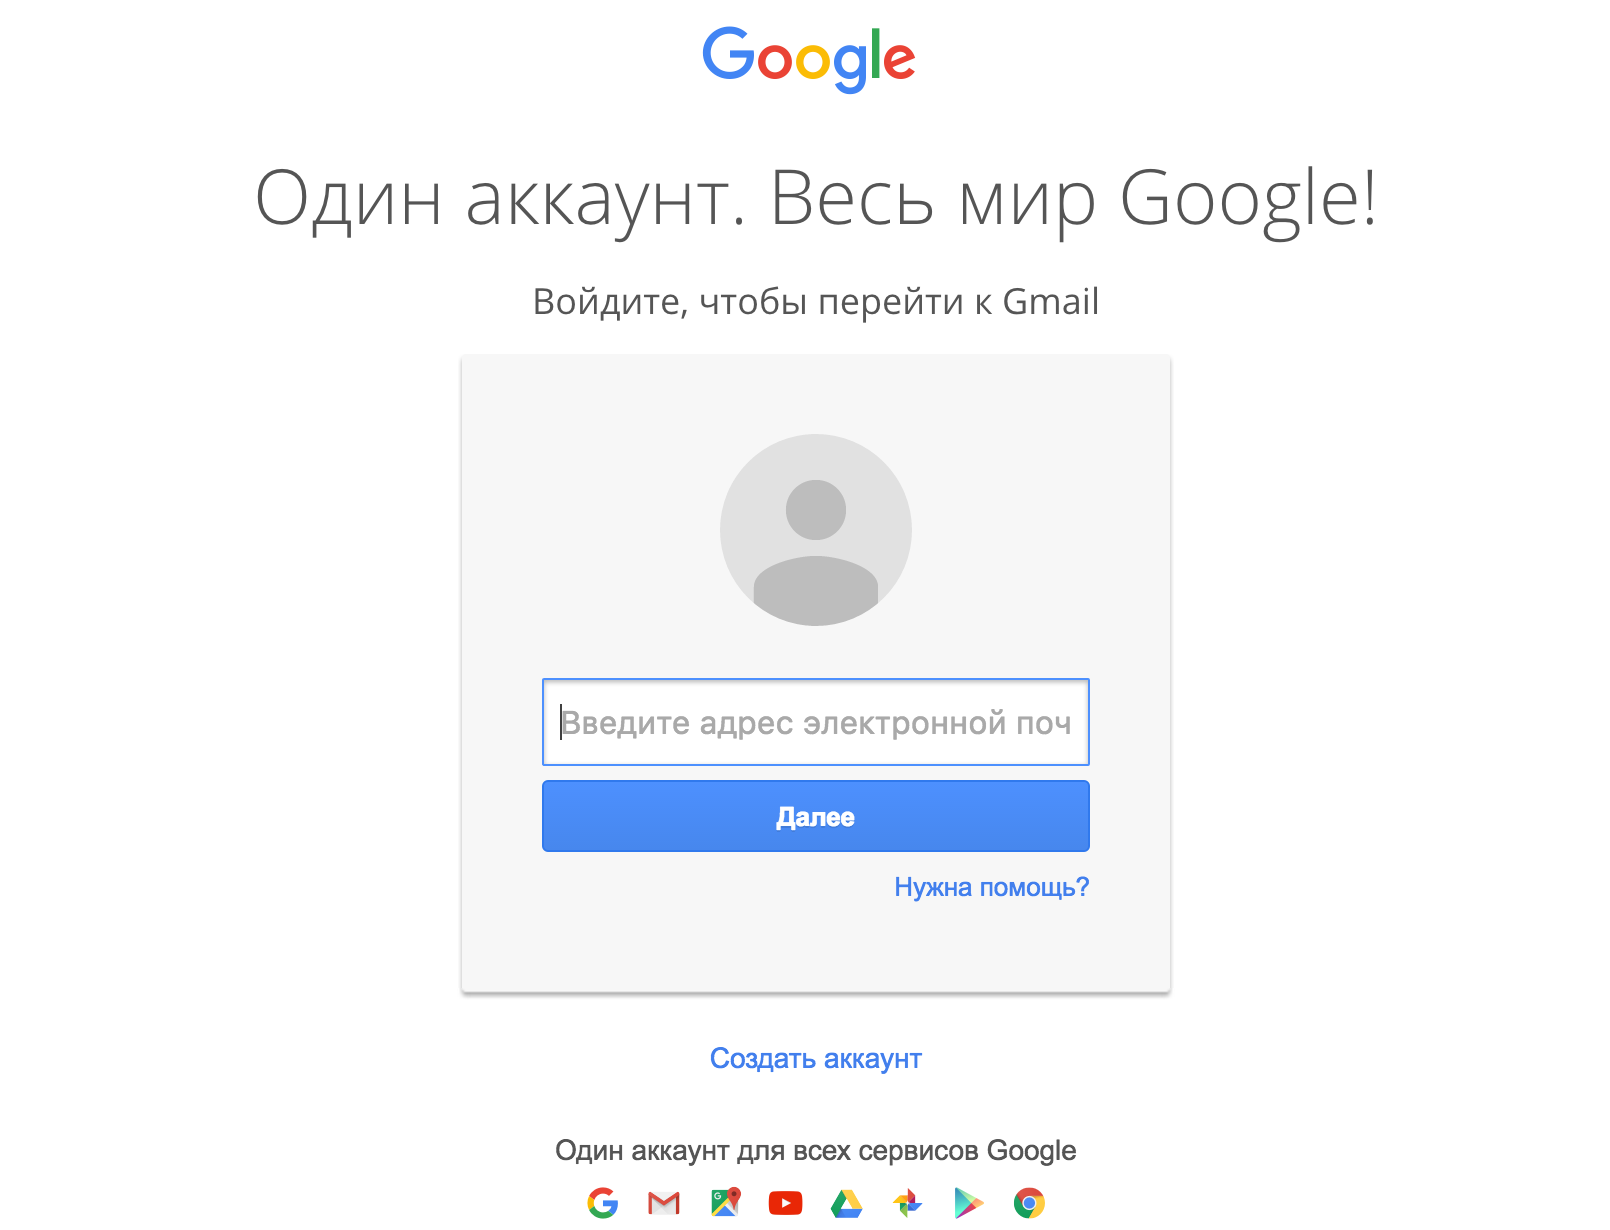 Google
Один аккаунт. Весь мир Google!
Войдите, чтобы перейти к Gmail
Введите адрес электронной поч
Далее
Нужна помощь?
Создать аккаунт
Один аккаунт для всех сервисов Google